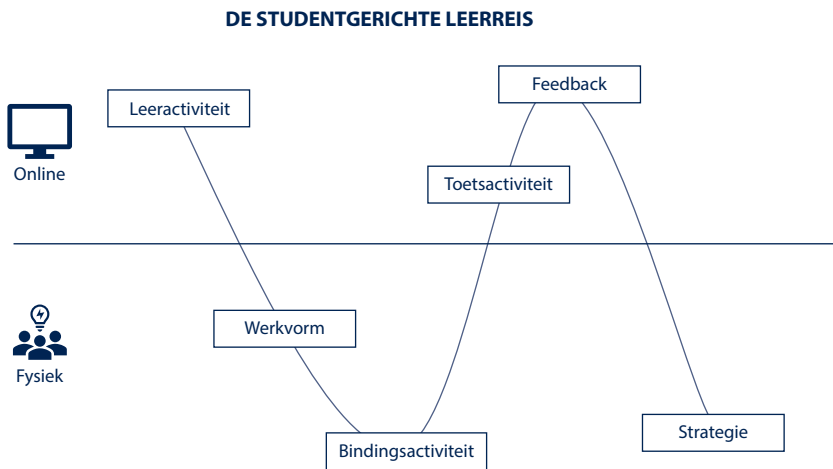 DE STUDENTGERICHTE LEERREIS
Feedback
Leeractiviteit
Online
Toetsactiviteit
Werkvorm
Fysiek
Strategie
Bindingsactiviteit